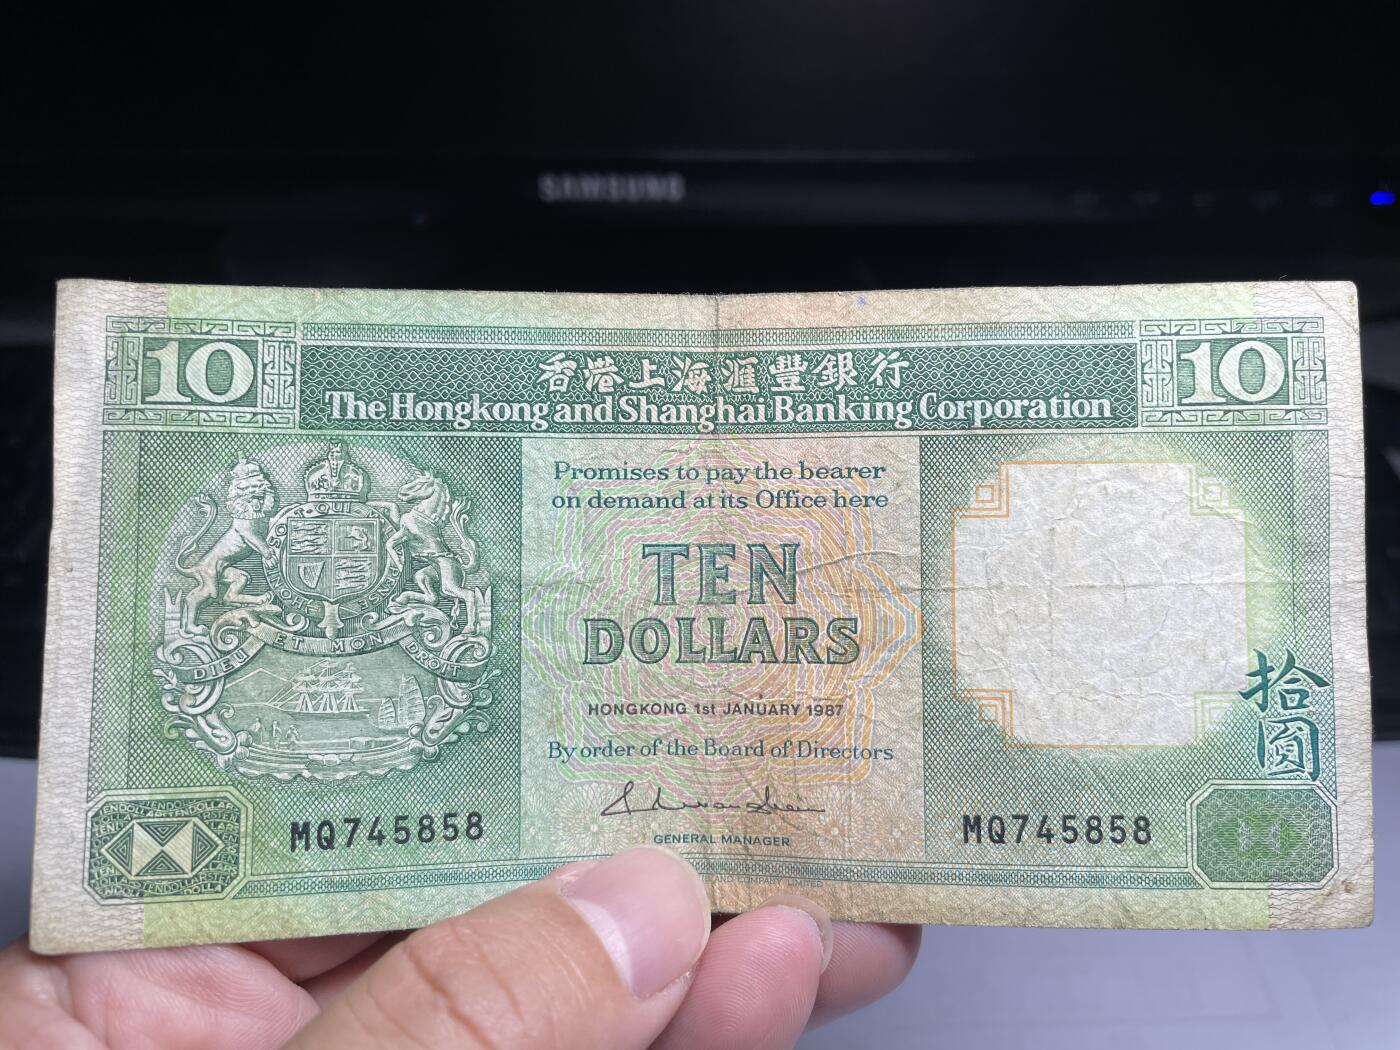 SAMSUNG
10
香港上海滙豐銀行
10
The Hongkong and Shanghai Banking Corporation
Promises to pay the bearer
on demand at its Office here
TEN
DOLLARS
HONGKONG 1st JANUARY 1987
By order of the Board of Directors
GENERAL MANAGER
DIEU ET MON DROIT
拾圓
MQ745858
MQ745858